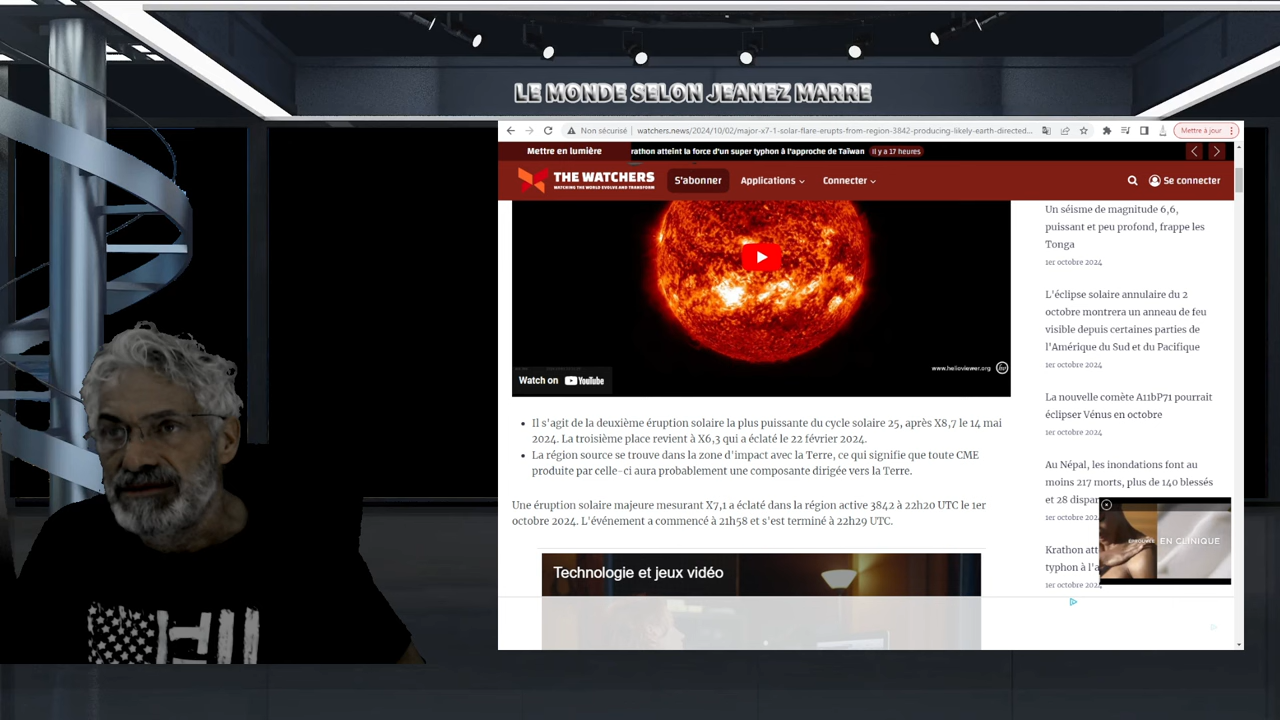 LE MONDE SELON JEANEZ MARRE
Non sécurisé | watchers.news/2024/10/02/major-x7-1-solar-flare-erupts-from-region-3842-producing-likely-earth-directed...
Mettre à jour
Mettre en lumière
rathon atteint la force d'un super typhon à l'approche de Taïwan Il y a 17 heures
THE WATCHERS
WATCHING THE WORLD EVOLVE AND TRANSFORM
S'abonner Applications Connecter Se connecter
www.helioviewer.org
Watch on YouTube
Il s'agit de la deuxième éruption solaire la plus puissante du cycle solaire 25, après X8,7 le 14 mai
2024. La troisième place revient à X6,3 qui a éclaté le 22 février 2024.
La région source se trouve dans la zone d'impact avec la Terre, ce qui signifie que toute CME
produite par celle-ci aura probablement une composante dirigée vers la Terre.
Une éruption solaire majeure mesurant X7,1 a éclaté dans la région active 3842 à 22h20 UTC le 1er
octobre 2024. L'événement a commencé à 21h58 et s'est terminé à 22h29 UTC.
Technologie et jeux vidéo
Un séisme de magnitude 6,6,
puissant et peu profond, frappe les
Tonga
1er octobre 2024
L'éclipse solaire annulaire du 2
octobre montrera un anneau de feu
visible depuis certaines parties de
l'Amérique du Sud et du Pacifique
1er octobre 2024
La nouvelle comète A11bP71 pourrait
éclipser Vénus en octobre
1er octobre 2024
Au Népal, les inondations font au
moins 217 morts, plus de 140 blessés
et 28 dispar
1er octobre 2024
Krathon atte
typhon à l'a
1er octobre 2024
ÉPROUVÉE EN CLINIQUE